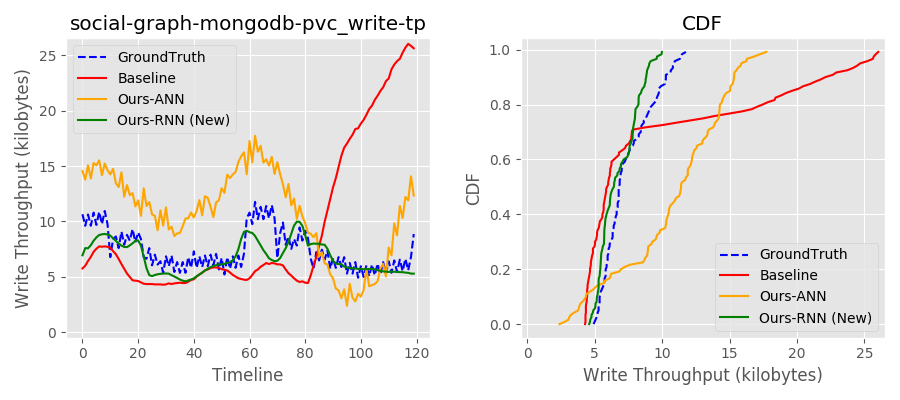 social-graph-mongodb-pvc_write-tp
Write Throughput (kilobytes)
25
20
15
10
5
0
GroundTruth
Baseline
Ours-ANN
Ours-RNN (New)
0 20 40 60 80 100 120
Timeline
CDF
CDF
1.0
0.8
0.6
0.4
0.2
0.0
GroundTruth
Baseline
Ours-ANN
Ours-RNN (New)
0 5 10 15 20 25
Write Throughput (kilobytes)